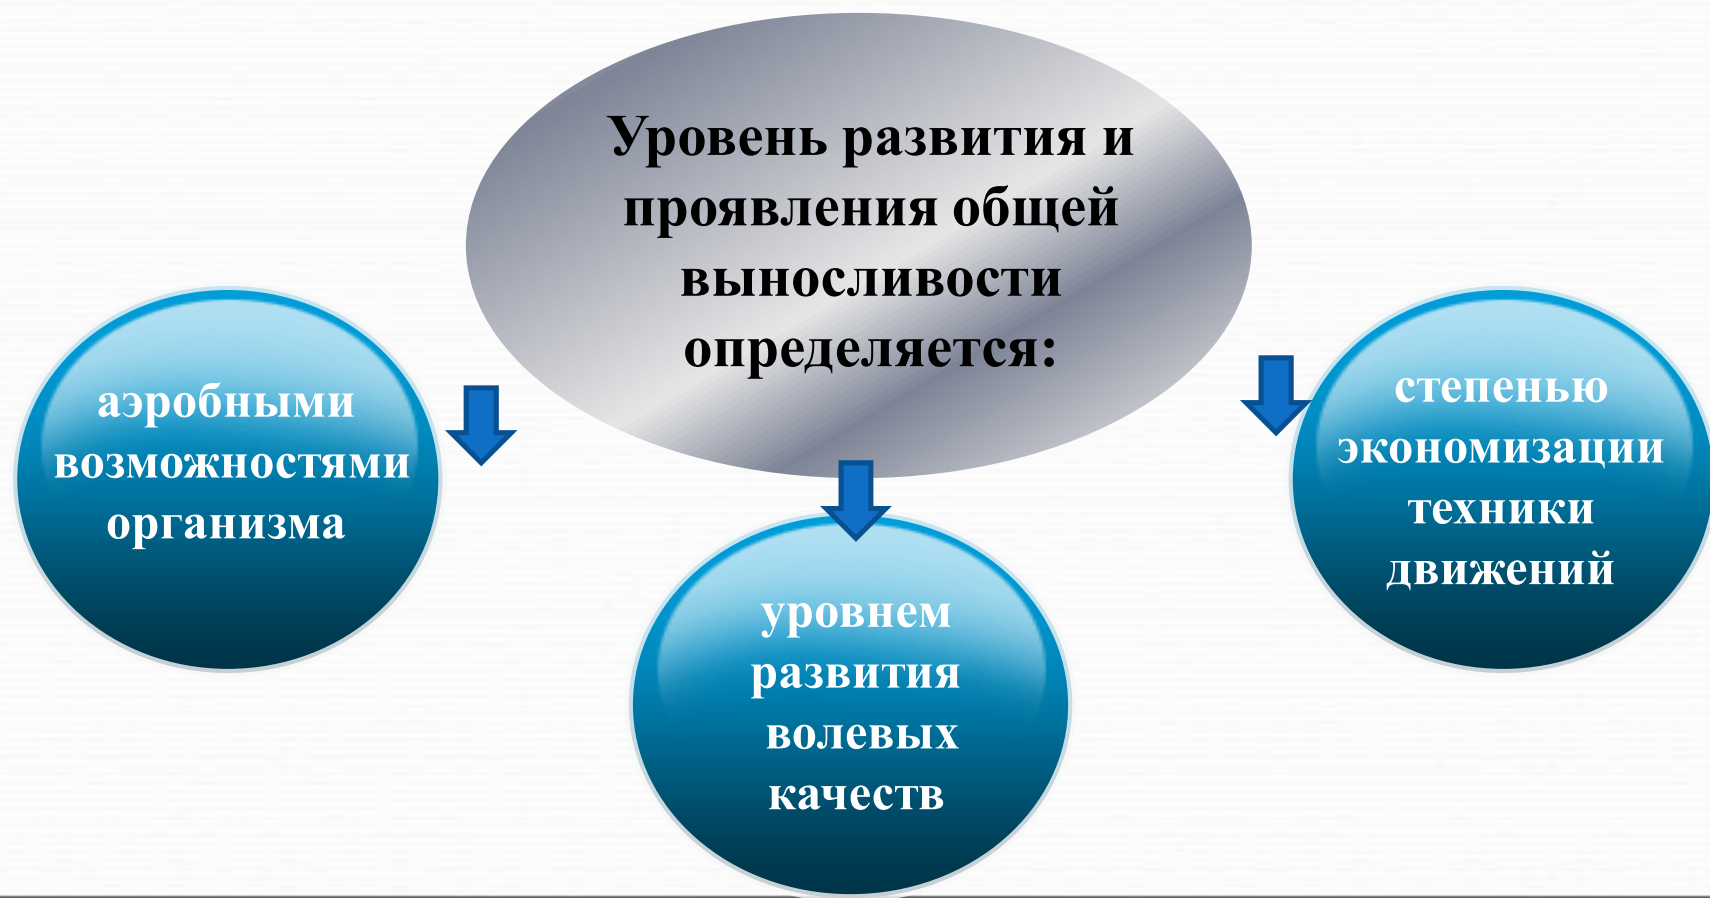 Уровень развития и
проявления общей
выносливости
определяется:
аэробными
возможностями
организма
уровнем
развития
волевых
качеств
степенью
экономизации
техники
движений